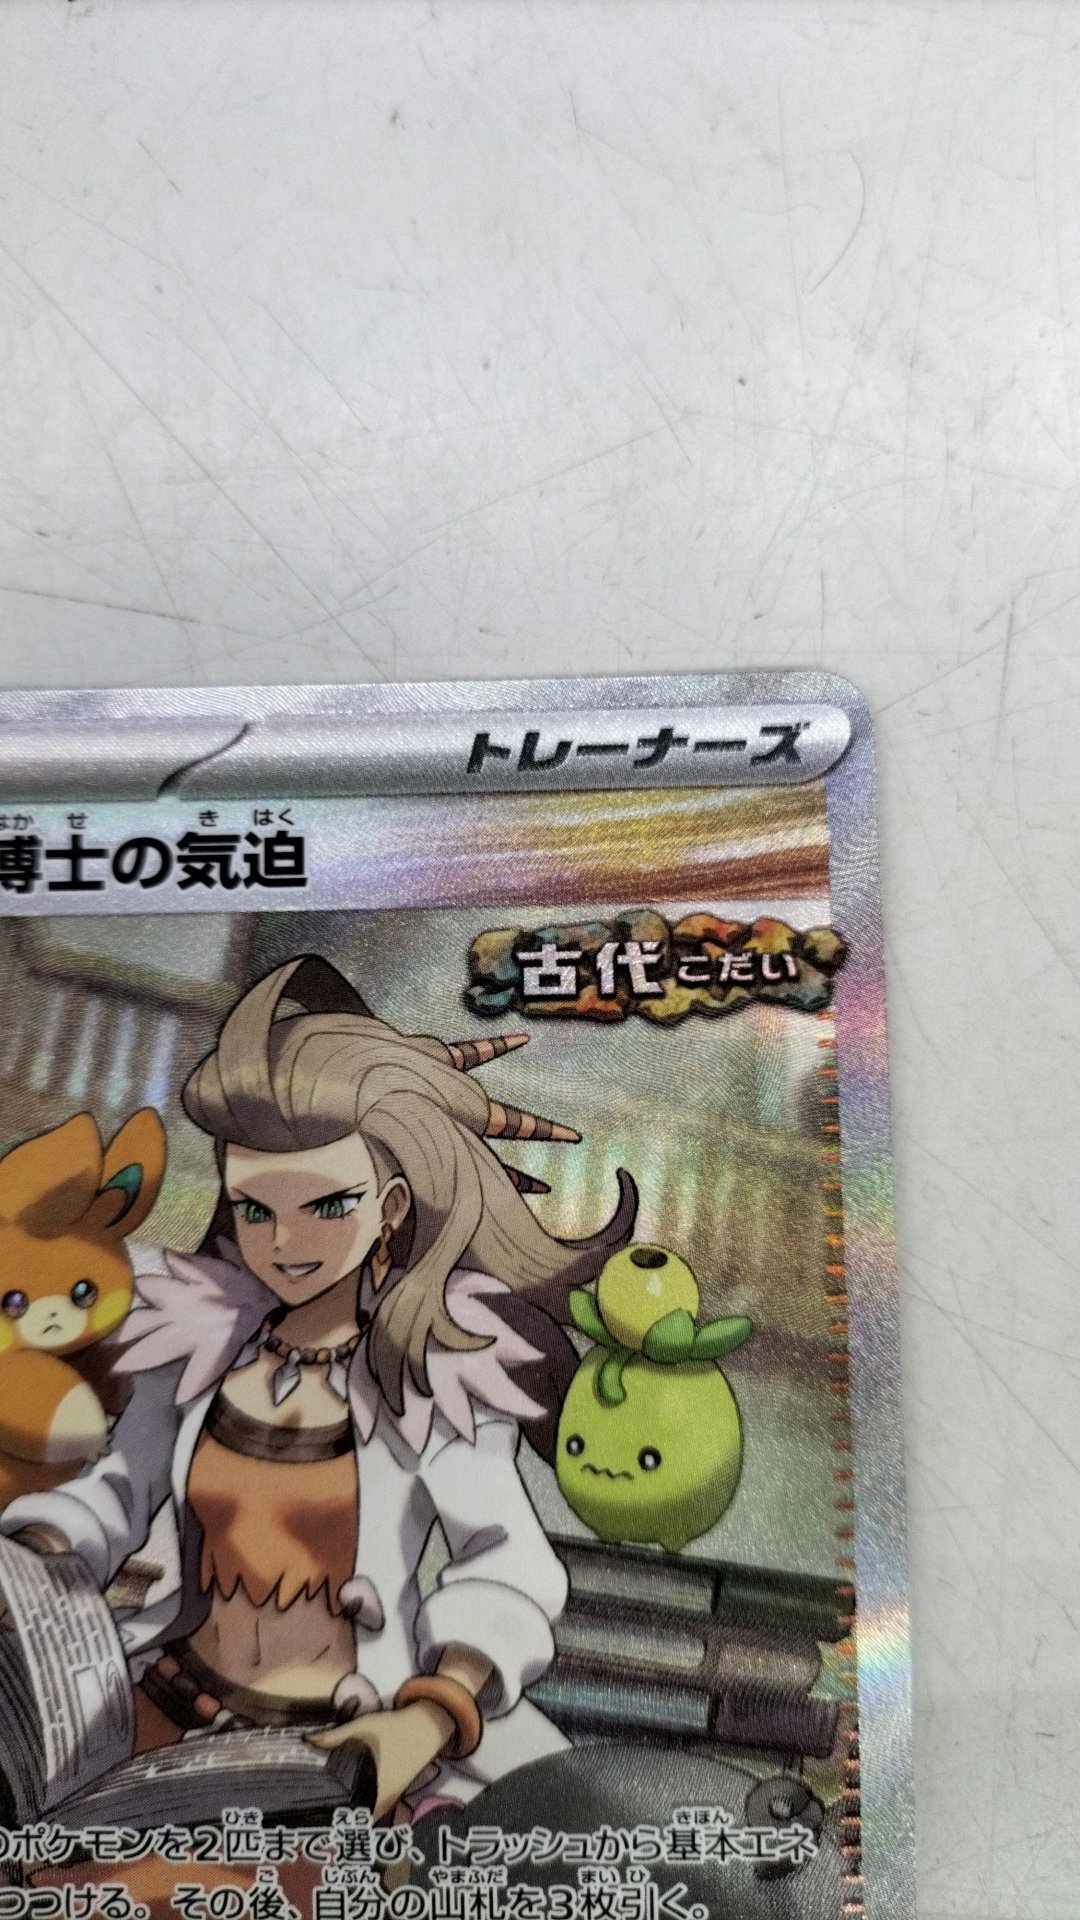 トレーナーズ
はかせ きはく
博士の気迫
古代 こだい
ひき えら きほん
のポケモンを2匹まで選び、トラッシュから基本エネ
ご じぶん やまふだ まい ひ
つつける。その後、自分の山札を3枚引く。